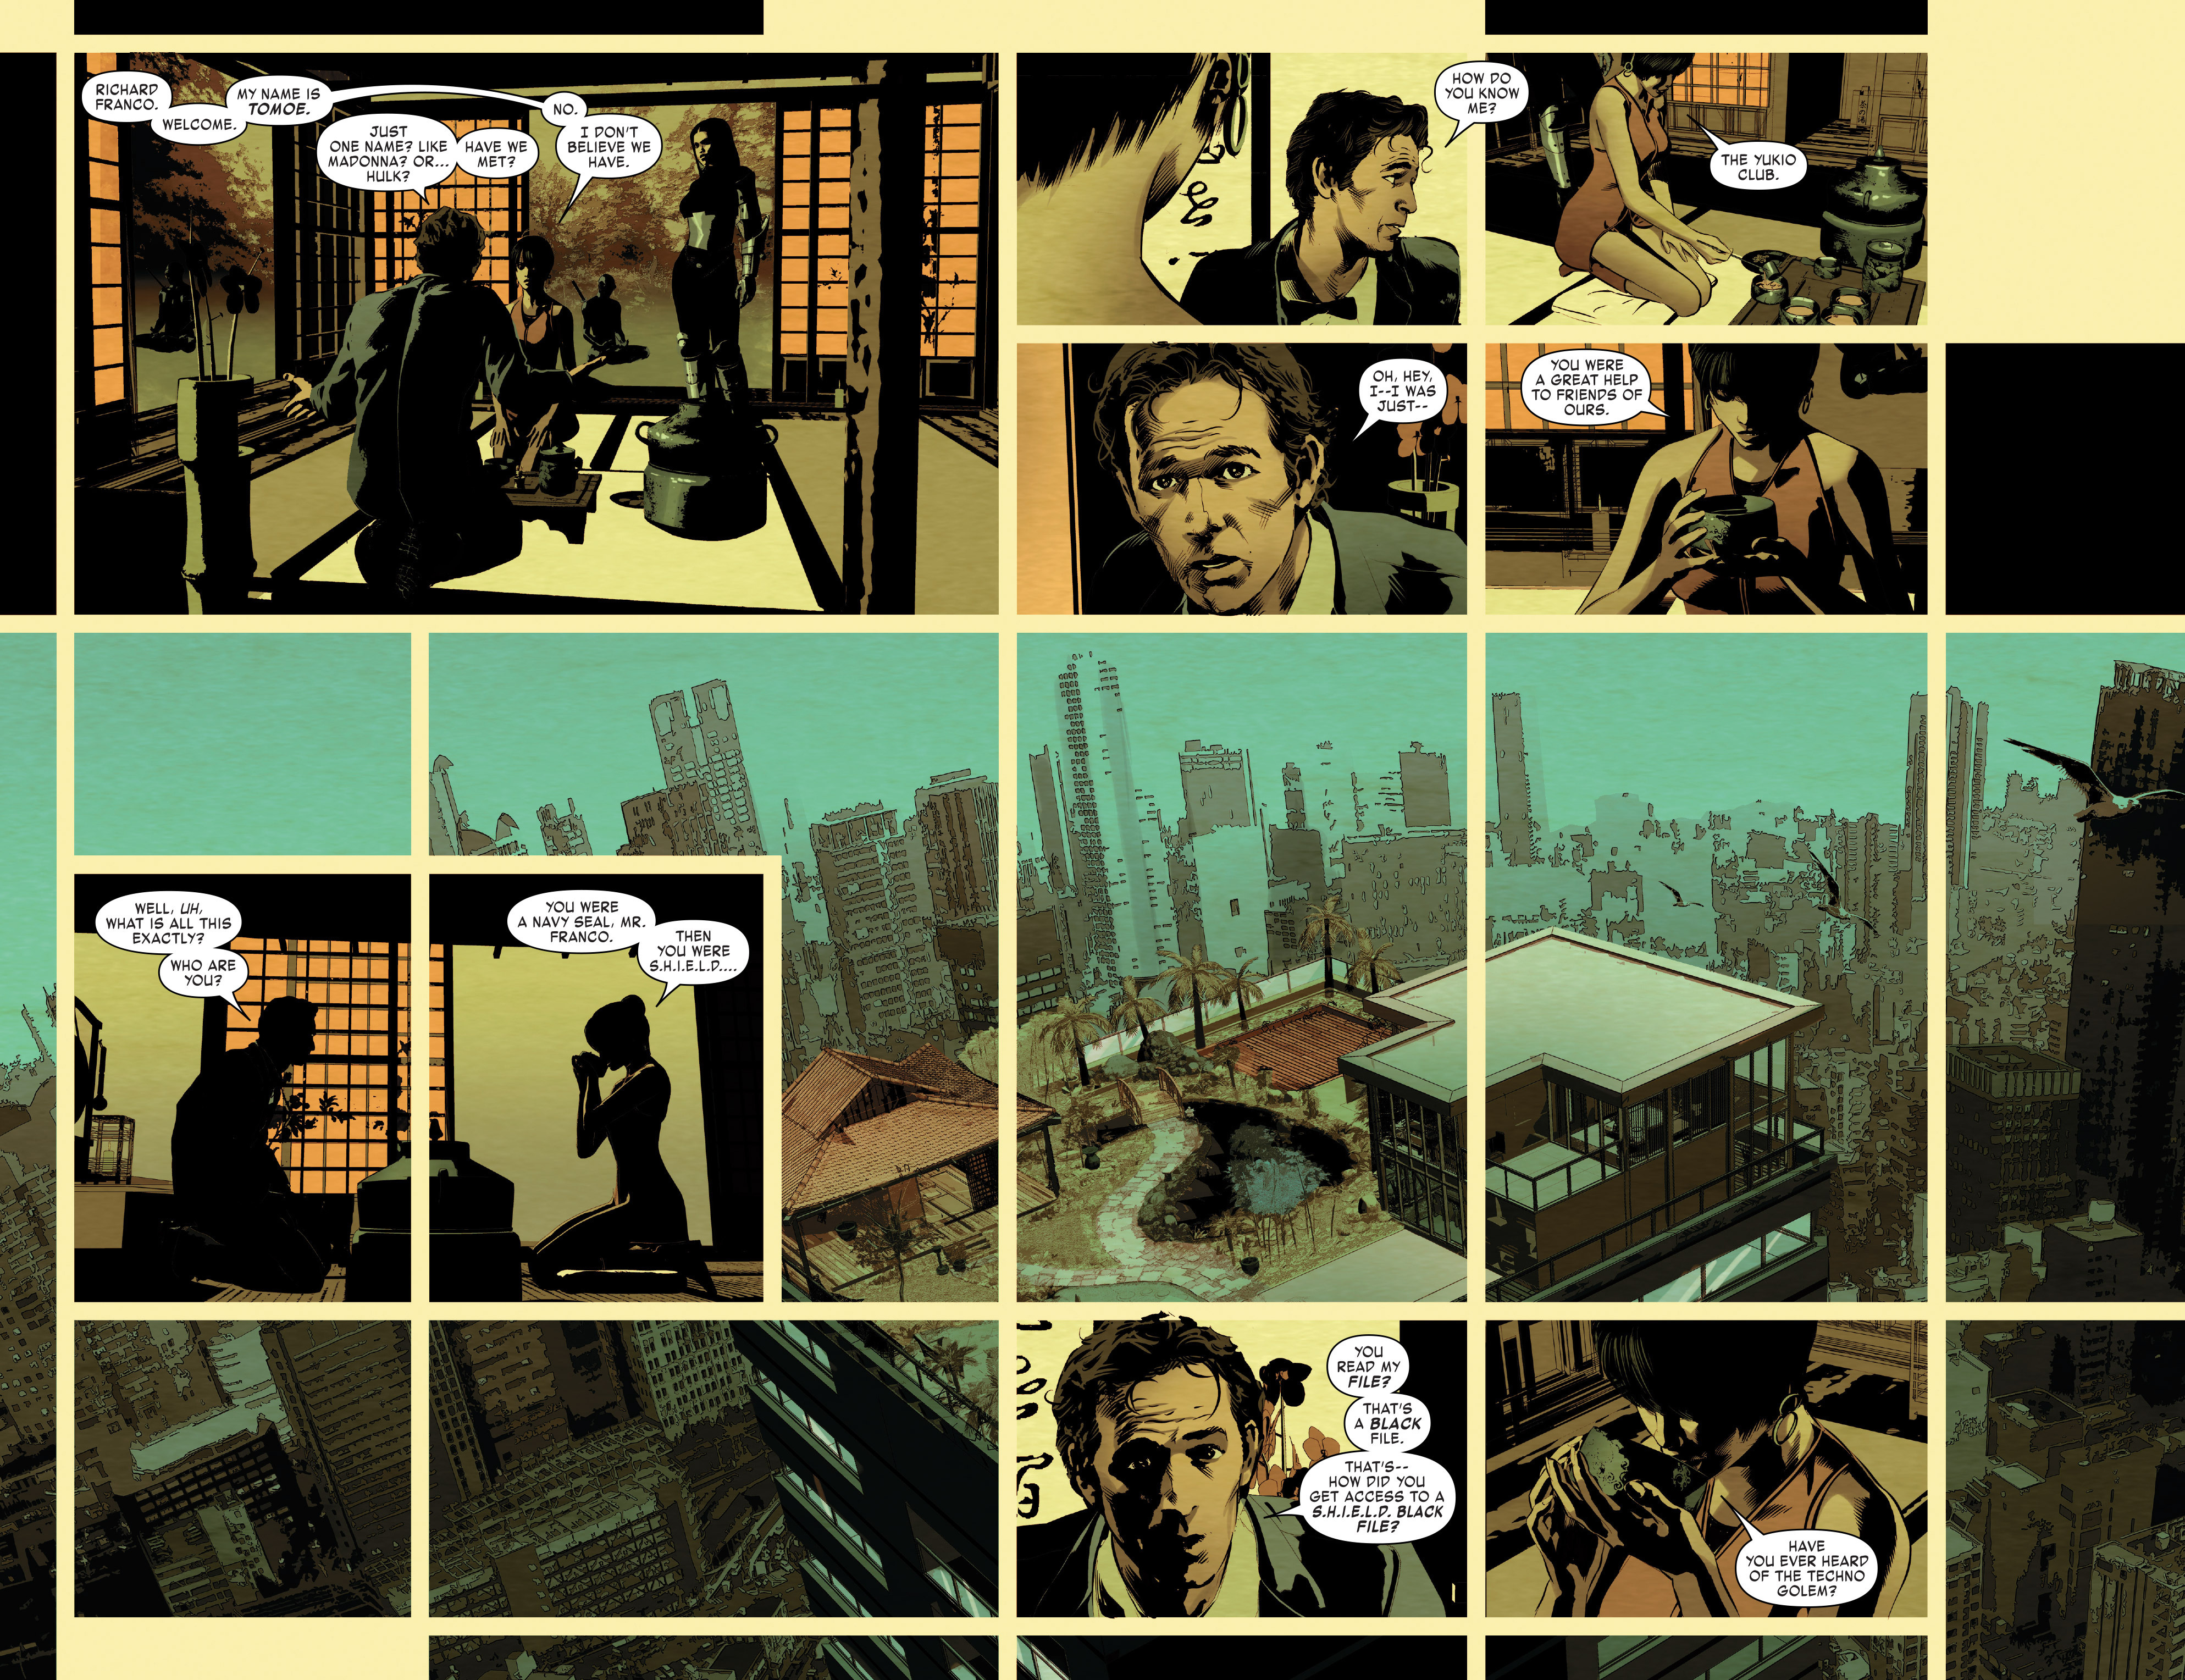 RICHARD
FRANCO.
WELCOME.
MY NAME IS
TOMOE.
JUST
ONE NAME? LIKE
MADONNA? OR...
HULK?
HAVE WE
MET?
NO.
I DON'T
BELIEVE WE
HAVE.
HOW DO
YOU KNOW
ME?
THE YUKIO
CLUB.
OH, HEY,
I--I WAS
JUST--
YOU WERE
A GREAT HELP
TO FRIENDS OF
OURS.
WELL, UH,
WHAT IS ALL THIS
EXACTLY?
WHO ARE
YOU?
YOU WERE
A NAVY SEAL, MR.
FRANCO.
THEN
YOU WERE
S.H.I.E.L.D....
YOU
READ MY
FILE?
THAT'S
A BLACK
FILE.
THAT'S--
HOW DID YOU
GET ACCESS TO A
S.H.I.E.L.D. BLACK
FILE?
HAVE
YOU EVER HEARD
OF THE TECHNO
GOLEM?